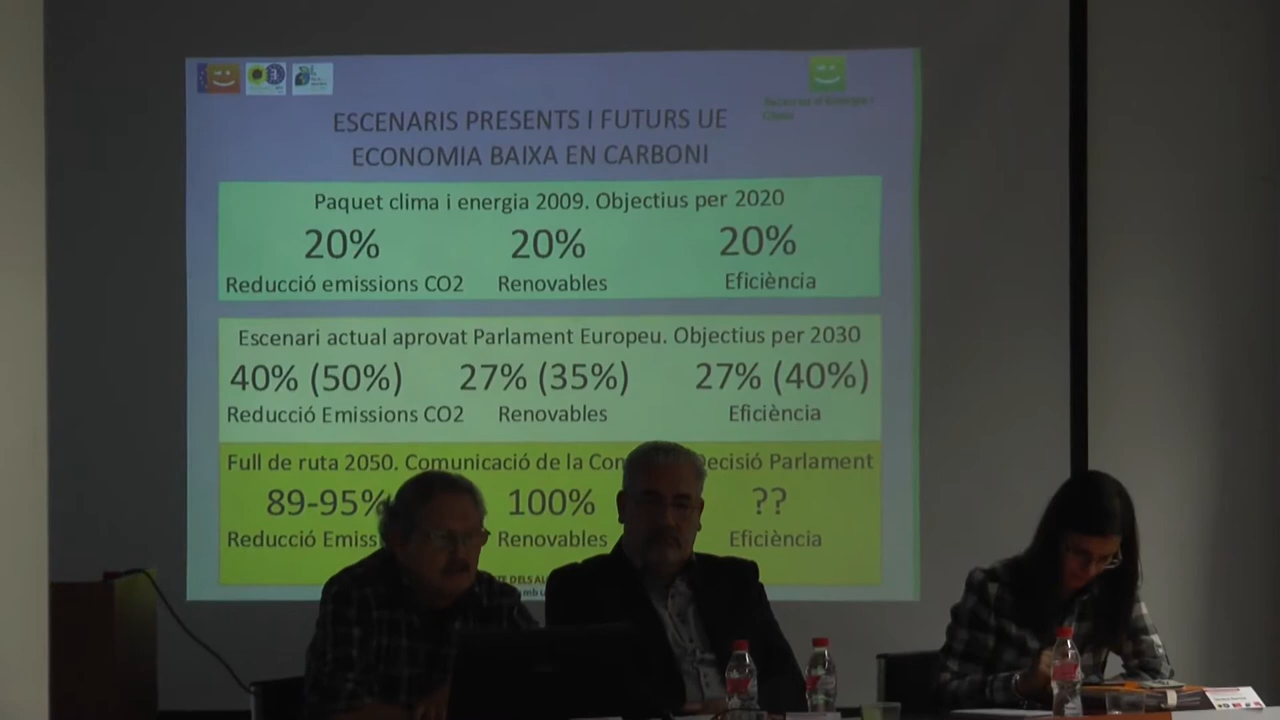 ESCENARIS PRESENTS I FUTURS UE
ECONOMIA BAIXA EN CARBONI
Paquet clima i energia 2009. Objectius per 2020
20% 20% 20%
Reducció emissions CO2 Renovables Eficiència
Escenari actual aprovat Parlament Europeu. Objectius per 2030
40% (50%) 27% (35%) 27% (40%)
Reducció Emissions CO2 Renovables Eficiència
Full de ruta 2050. Comunicació de la Parlament
89-95% 100% ??
Reducció Renovables Eficiència
DELS